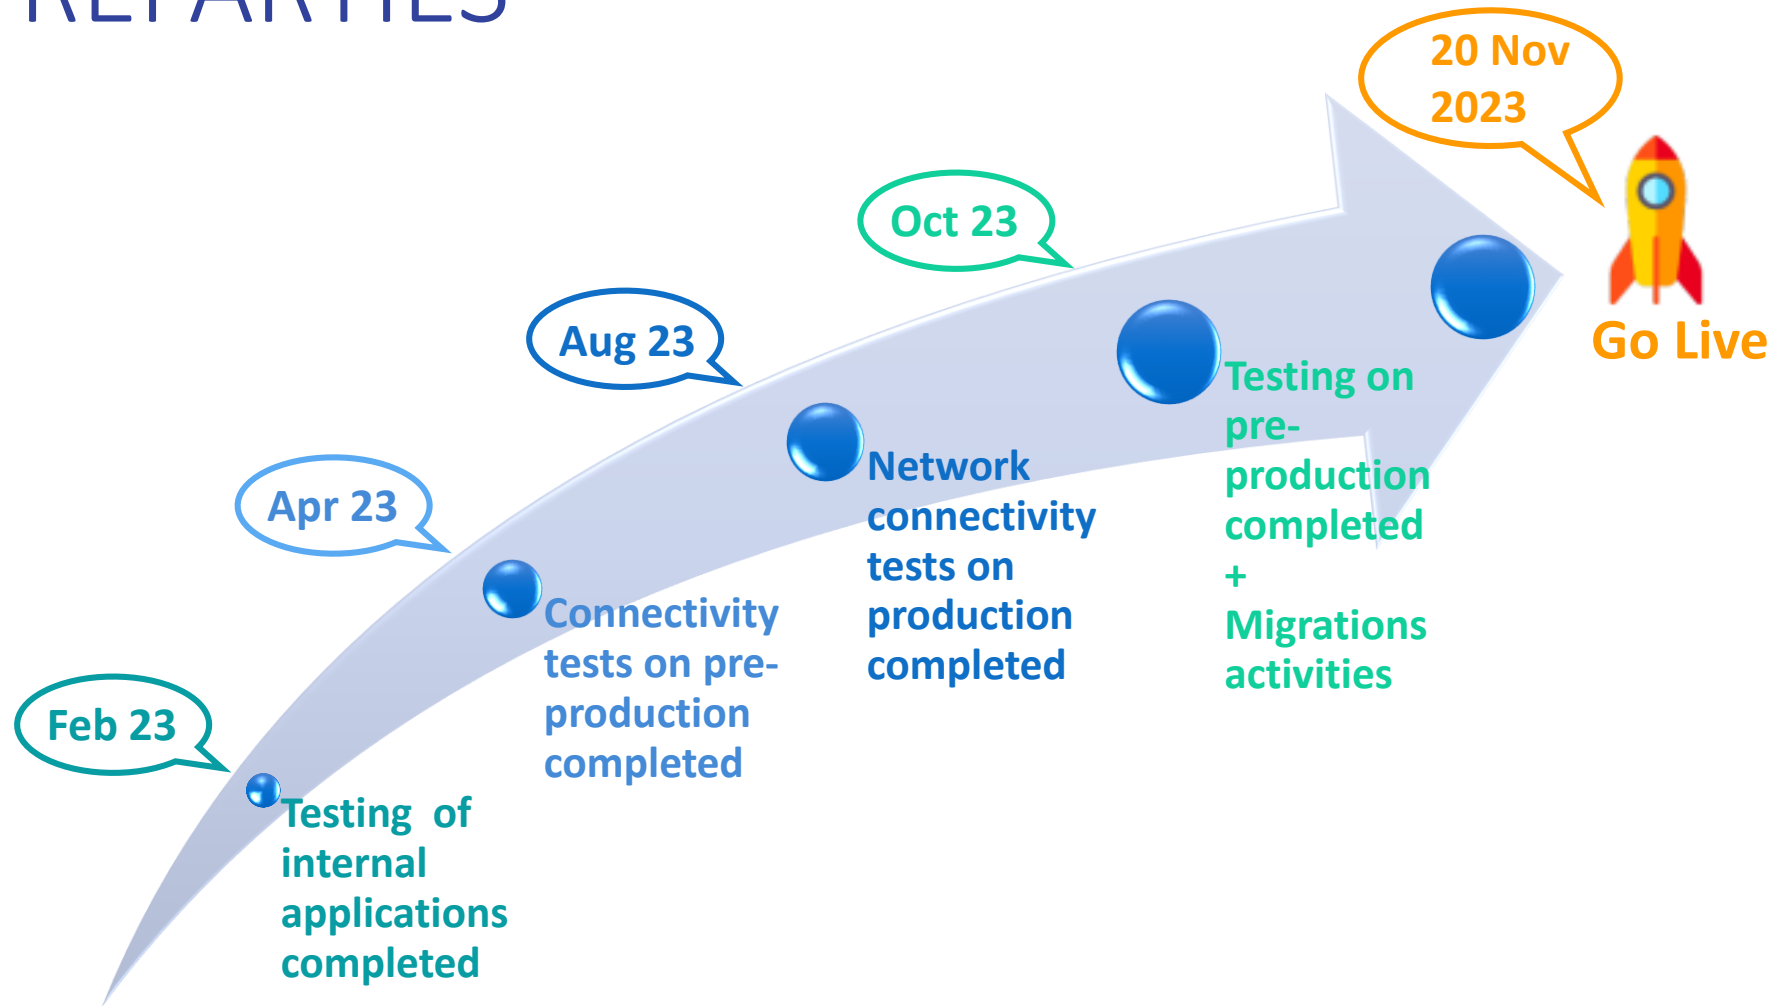 20 Nov
2023
Oct 23
Aug 23
Go Live
Testing on
pre-
production
completed
+
Migrations
activities
Network
connectivity
tests on
production
completed
Apr 23
Connectivity
tests on pre-
production
completed
Feb 23
Testing of
internal
applications
completed